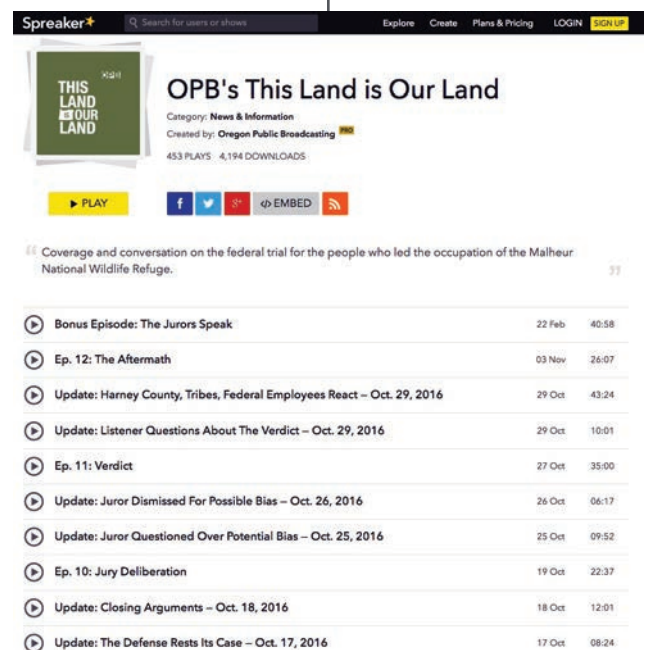 Spreaker
Search for users or shows
Explore Create Plans & Pricing LOGIN SIGN UP
THIS
LAND
IS OUR
LAND
OPB's This Land is Our Land
Category: News & Information
Created by: Oregon Public Broadcasting PRO
453 PLAYS 4,194 DOWNLOADS
PLAY
f
g+
</> EMBED
“ Coverage and conversation on the federal trial for the people who led the occupation of the Malheur
National Wildlife Refuge. ”
Bonus Episode: The Jurors Speak 22 Feb 40:58
Ep. 12: The Aftermath 03 Nov 26:07
Update: Harney County, Tribes, Federal Employees React – Oct. 29, 2016 29 Oct 43:24
Update: Listener Questions About The Verdict – Oct. 29, 2016 29 Oct 10:01
Ep. 11: Verdict 27 Oct 35:00
Update: Juror Dismissed For Possible Bias – Oct. 26, 2016 26 Oct 06:17
Update: Juror Questioned Over Potential Bias – Oct. 25, 2016 25 Oct 09:52
Ep. 10: Jury Deliberation 19 Oct 22:37
Update: Closing Arguments – Oct. 18, 2016 18 Oct 12:01
Update: The Defense Rests Its Case – Oct. 17, 2016 17 Oct 08:24